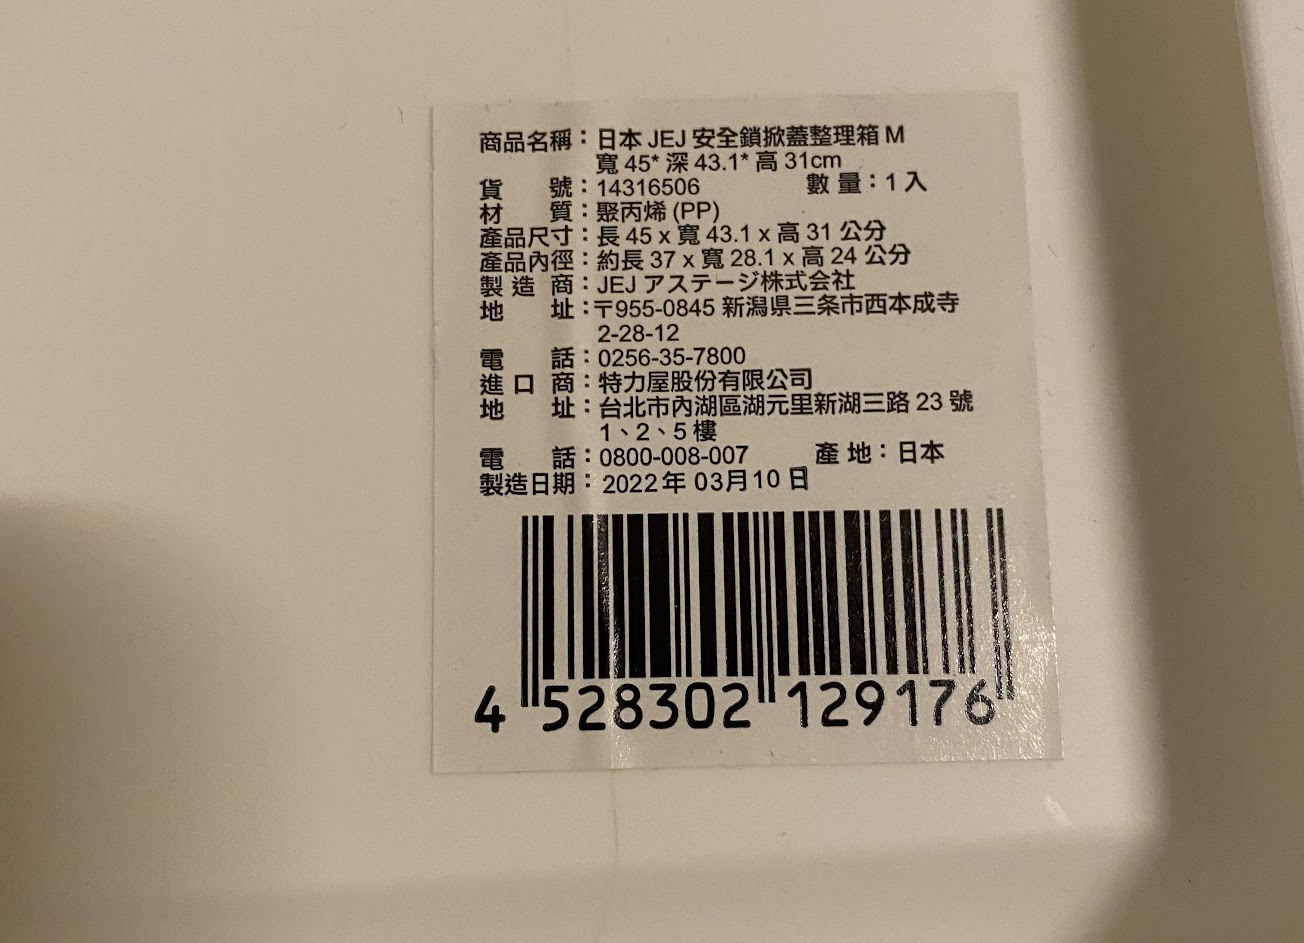 商品名稱：日本 JEJ 安全鎖掀蓋整理箱 M
寬 45* 深 43.1* 高 31cm
貨　　號：14316506　　數 量：1 入
材　　質：聚丙烯 (PP)
產品尺寸：長 45 x 寬 43.1 x 高 31 公分
產品內徑：約長 37 x 寬 28.1 x 高 24 公分
製 造 商：JEJ アステージ株式会社
地　　址：〒955-0845 新潟県三条市西本成寺
2-28-12
電　　話：0256-35-7800
進 口 商：特力屋股份有限公司
地　　址：台北市內湖區湖元里新湖三路 23 號
1、2、5 樓
電　　話：0800-008-007　　產 地：日本
製造日期：2022年 03月10 日
4 528302 129176